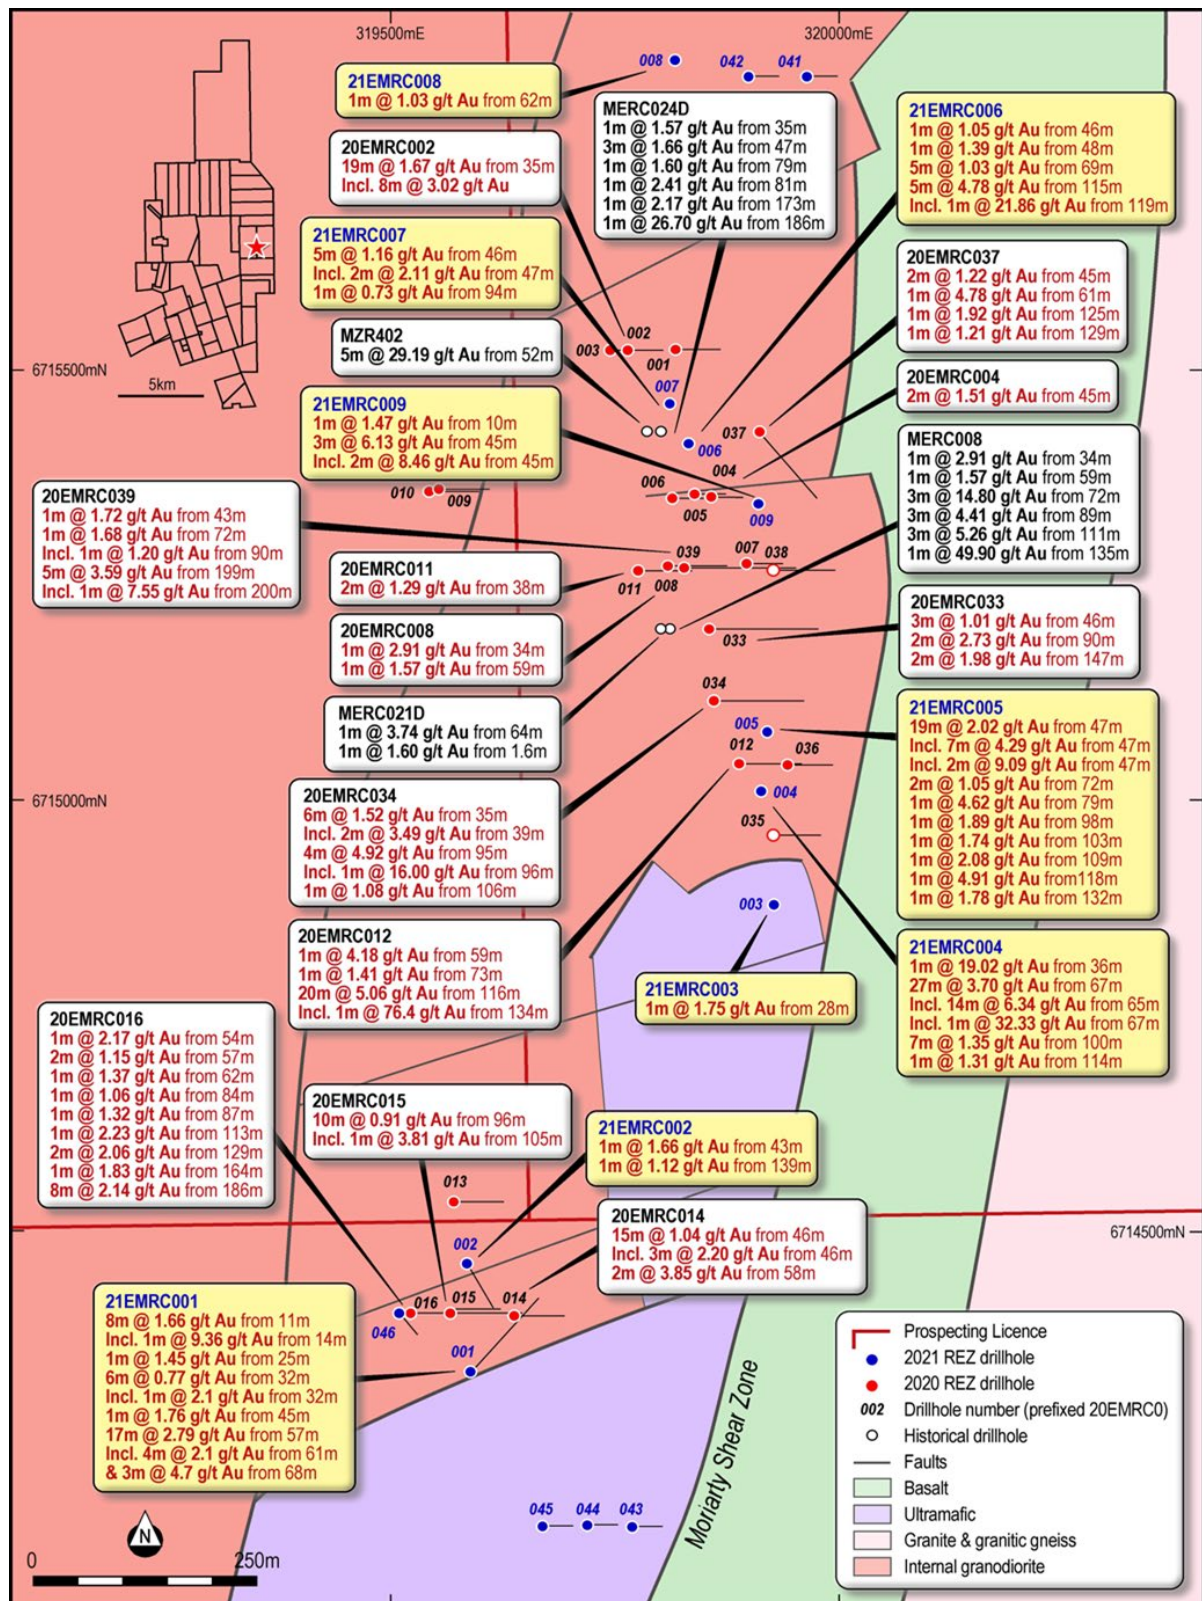 319500mE
320000mE
008
042
041
21EMRC008
1m @ 1.03 g/t Au from 62m
MERC024D
1m @ 1.57 g/t Au from 35m
3m @ 1.66 g/t Au from 47m
1m @ 1.60 g/t Au from 79m
1m @ 2.41 g/t Au from 81m
1m @ 2.17 g/t Au from 173m
1m @ 26.70 g/t Au from 186m
21EMRC006
1m @ 1.05 g/t Au from 46m
1m @ 1.39 g/t Au from 48m
5m @ 1.03 g/t Au from 69m
5m @ 4.78 g/t Au from 115m
Incl. 1m @ 21.86 g/t Au from 119m
20EMRC002
19m @ 1.67 g/t Au from 35m
Incl. 8m @ 3.02 g/t Au
21EMRC007
5m @ 1.16 g/t Au from 46m
Incl. 2m @ 2.11 g/t Au from 47m
1m @ 0.73 g/t Au from 94m
20EMRC037
2m @ 1.22 g/t Au from 45m
1m @ 4.78 g/t Au from 61m
1m @ 1.92 g/t Au from 125m
1m @ 1.21 g/t Au from 129m
MZR402
5m @ 29.19 g/t Au from 52m
003
002
001
6715500mN
5km
007
20EMRC004
2m @ 1.51 g/t Au from 45m
21EMRC009
1m @ 1.47 g/t Au from 10m
3m @ 6.13 g/t Au from 45m
Incl. 2m @ 8.46 g/t Au from 45m
006
037
MERC008
1m @ 2.91 g/t Au from 34m
1m @ 1.57 g/t Au from 59m
3m @ 14.80 g/t Au from 72m
3m @ 4.41 g/t Au from 89m
3m @ 5.26 g/t Au from 111m
1m @ 49.90 g/t Au from 135m
010
009
006
004
005
009
20EMRC039
1m @ 1.72 g/t Au from 43m
1m @ 1.68 g/t Au from 72m
Incl. 1m @ 1.20 g/t Au from 90m
5m @ 3.59 g/t Au from 199m
Incl. 1m @ 7.55 g/t Au from 200m
20EMRC011
2m @ 1.29 g/t Au from 38m
039
007
038
011
008
20EMRC008
1m @ 2.91 g/t Au from 34m
1m @ 1.57 g/t Au from 59m
033
20EMRC033
3m @ 1.01 g/t Au from 46m
2m @ 2.73 g/t Au from 90m
2m @ 1.98 g/t Au from 147m
MERC021D
1m @ 3.74 g/t Au from 64m
1m @ 1.60 g/t Au from 1.6m
034
005
012
036
21EMRC005
19m @ 2.02 g/t Au from 47m
Incl. 7m @ 4.29 g/t Au from 47m
Incl. 2m @ 9.09 g/t Au from 47m
2m @ 1.05 g/t Au from 72m
1m @ 4.62 g/t Au from 79m
1m @ 1.89 g/t Au from 98m
1m @ 1.74 g/t Au from 103m
1m @ 2.08 g/t Au from 109m
1m @ 4.91 g/t Au from118m
1m @ 1.78 g/t Au from 132m
6715000mN
20EMRC034
6m @ 1.52 g/t Au from 35m
Incl. 2m @ 3.49 g/t Au from 39m
4m @ 4.92 g/t Au from 95m
Incl. 1m @ 16.00 g/t Au from 96m
1m @ 1.08 g/t Au from 106m
004
035
003
20EMRC012
1m @ 4.18 g/t Au from 59m
1m @ 1.41 g/t Au from 73m
20m @ 5.06 g/t Au from 116m
Incl. 1m @ 76.4 g/t Au from 134m
21EMRC003
1m @ 1.75 g/t Au from 28m
21EMRC004
1m @ 19.02 g/t Au from 36m
27m @ 3.70 g/t Au from 67m
Incl. 14m @ 6.34 g/t Au from 65m
Incl. 1m @ 32.33 g/t Au from 67m
7m @ 1.35 g/t Au from 100m
1m @ 1.31 g/t Au from 114m
20EMRC016
1m @ 2.17 g/t Au from 54m
2m @ 1.15 g/t Au from 57m
1m @ 1.37 g/t Au from 62m
1m @ 1.06 g/t Au from 84m
1m @ 1.32 g/t Au from 87m
1m @ 2.23 g/t Au from 113m
2m @ 2.06 g/t Au from 129m
1m @ 1.83 g/t Au from 164m
8m @ 2.14 g/t Au from 186m
20EMRC015
10m @ 0.91 g/t Au from 96m
Incl. 1m @ 3.81 g/t Au from 105m
21EMRC002
1m @ 1.66 g/t Au from 43m
1m @ 1.12 g/t Au from 139m
013
20EMRC014
15m @ 1.04 g/t Au from 46m
Incl. 3m @ 2.20 g/t Au from 46m
2m @ 3.85 g/t Au from 58m
6714500mN
002
016
015
014
046
001
21EMRC001
8m @ 1.66 g/t Au from 11m
Incl. 1m @ 9.36 g/t Au from 14m
1m @ 1.45 g/t Au from 25m
6m @ 0.77 g/t Au from 32m
Incl. 1m @ 2.1 g/t Au from 32m
1m @ 1.76 g/t Au from 45m
17m @ 2.79 g/t Au from 57m
Incl. 4m @ 2.1 g/t Au from 61m
& 3m @ 4.7 g/t Au from 68m
Moriarty Shear Zone
045
044
043
N
0
250m
Prospecting Licence
2021 REZ drillhole
2020 REZ drillhole
002 Drillhole number (prefixed 20EMRC0)
Historical drillhole
Faults
Basalt
Ultramafic
Granite & granitic gneiss
Internal granodiorite